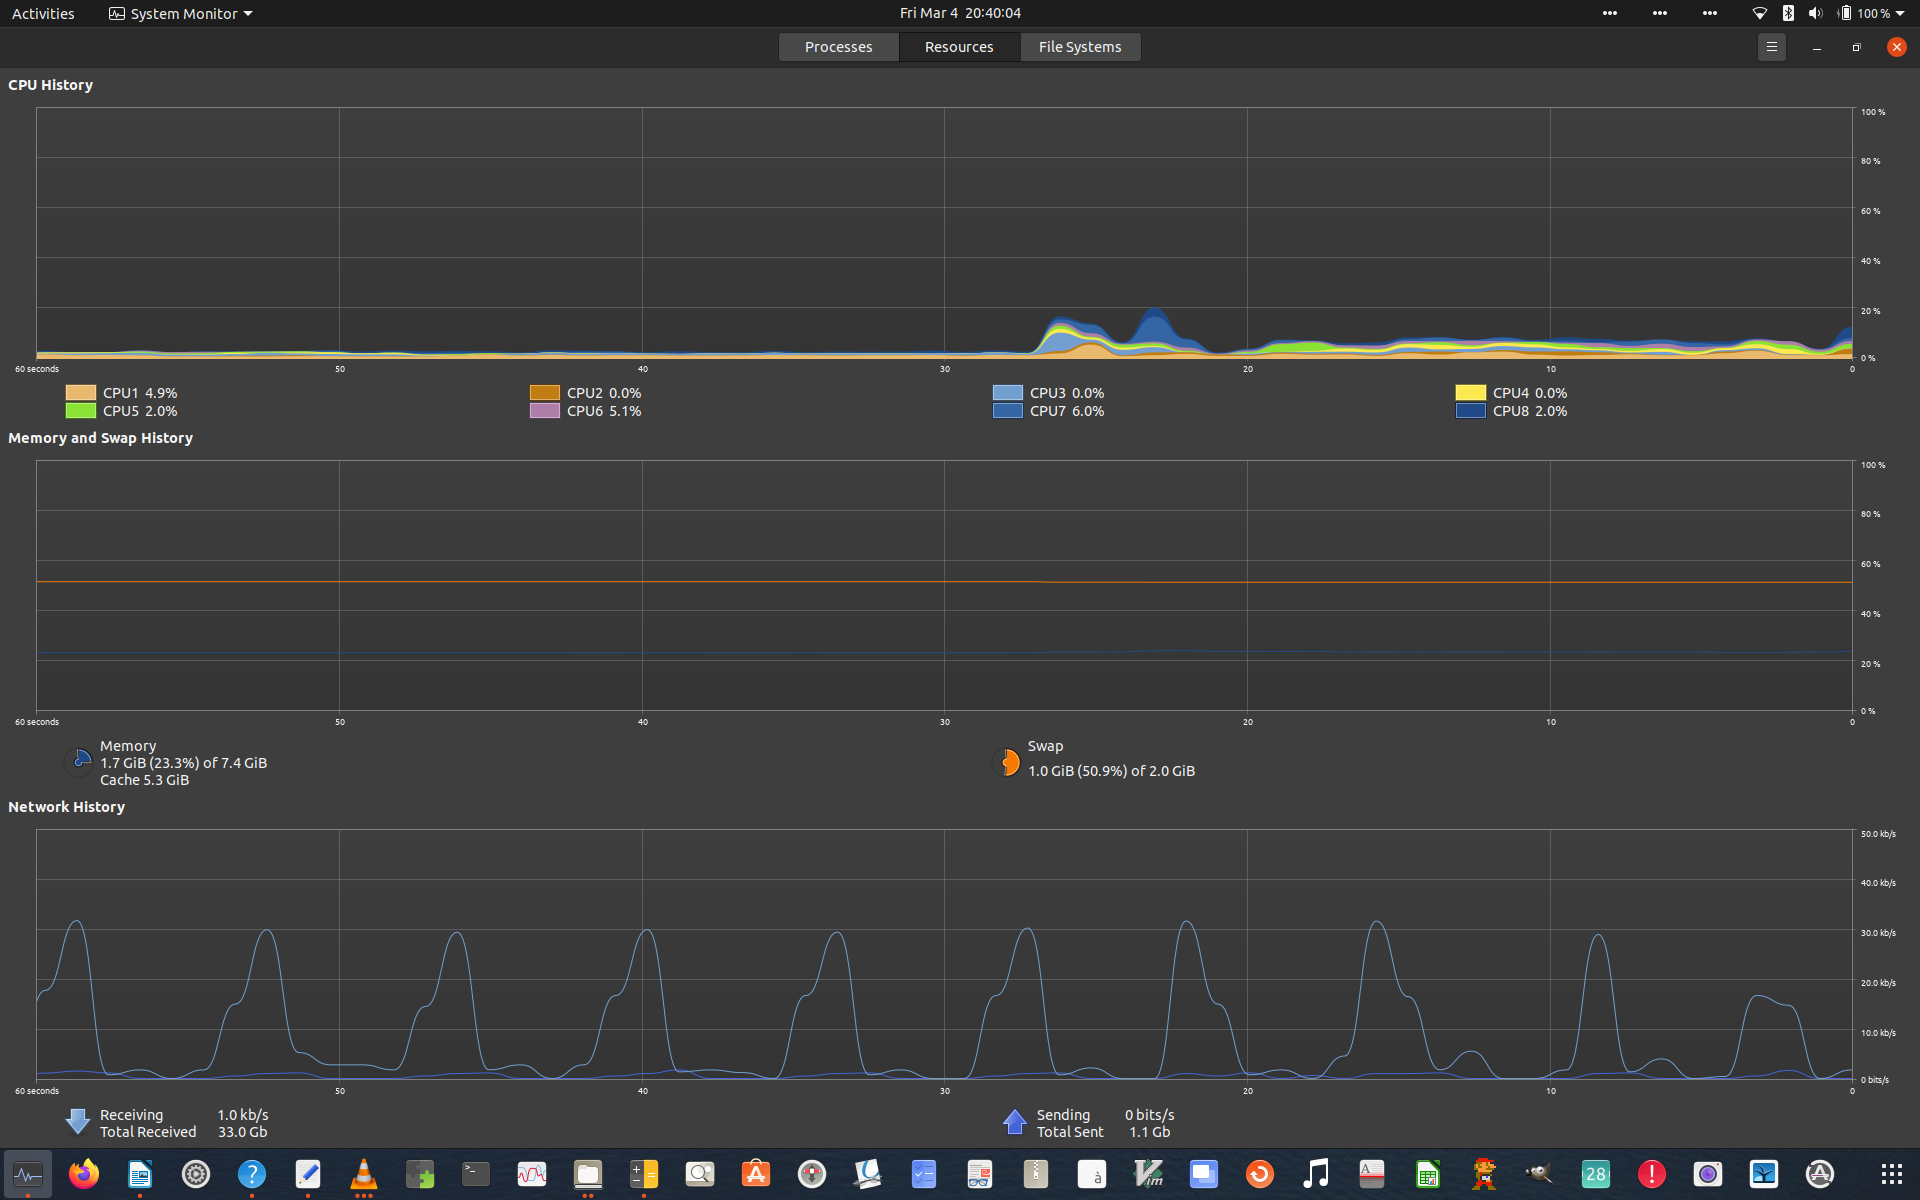 Activities System Monitor Fri Mar 4 20:40:04 100 %
Processes Resources File Systems
CPU History
100 %
80 %
60 %
40 %
20 %
0 %
60 seconds 50 40 30 20 10 0
CPU1 4.9% CPU2 0.0% CPU3 0.0% CPU4 0.0%
CPU5 2.0% CPU6 5.1% CPU7 6.0% CPU8 2.0%
Memory and Swap History
100 %
80 %
60 %
40 %
20 %
0 %
60 seconds 50 40 30 20 10 0
Memory
1.7 GiB (23.3%) of 7.4 GiB
Cache 5.3 GiB
Swap
1.0 GiB (50.9%) of 2.0 GiB
Network History
50.0 kb/s
40.0 kb/s
30.0 kb/s
20.0 kb/s
10.0 kb/s
0 bits/s
60 seconds 50 40 30 20 10 0
Receiving 1.0 kb/s
Total Received 33.0 Gb
Sending 0 bits/s
Total Sent 1.1 Gb
? >_ à Vim A 28 !